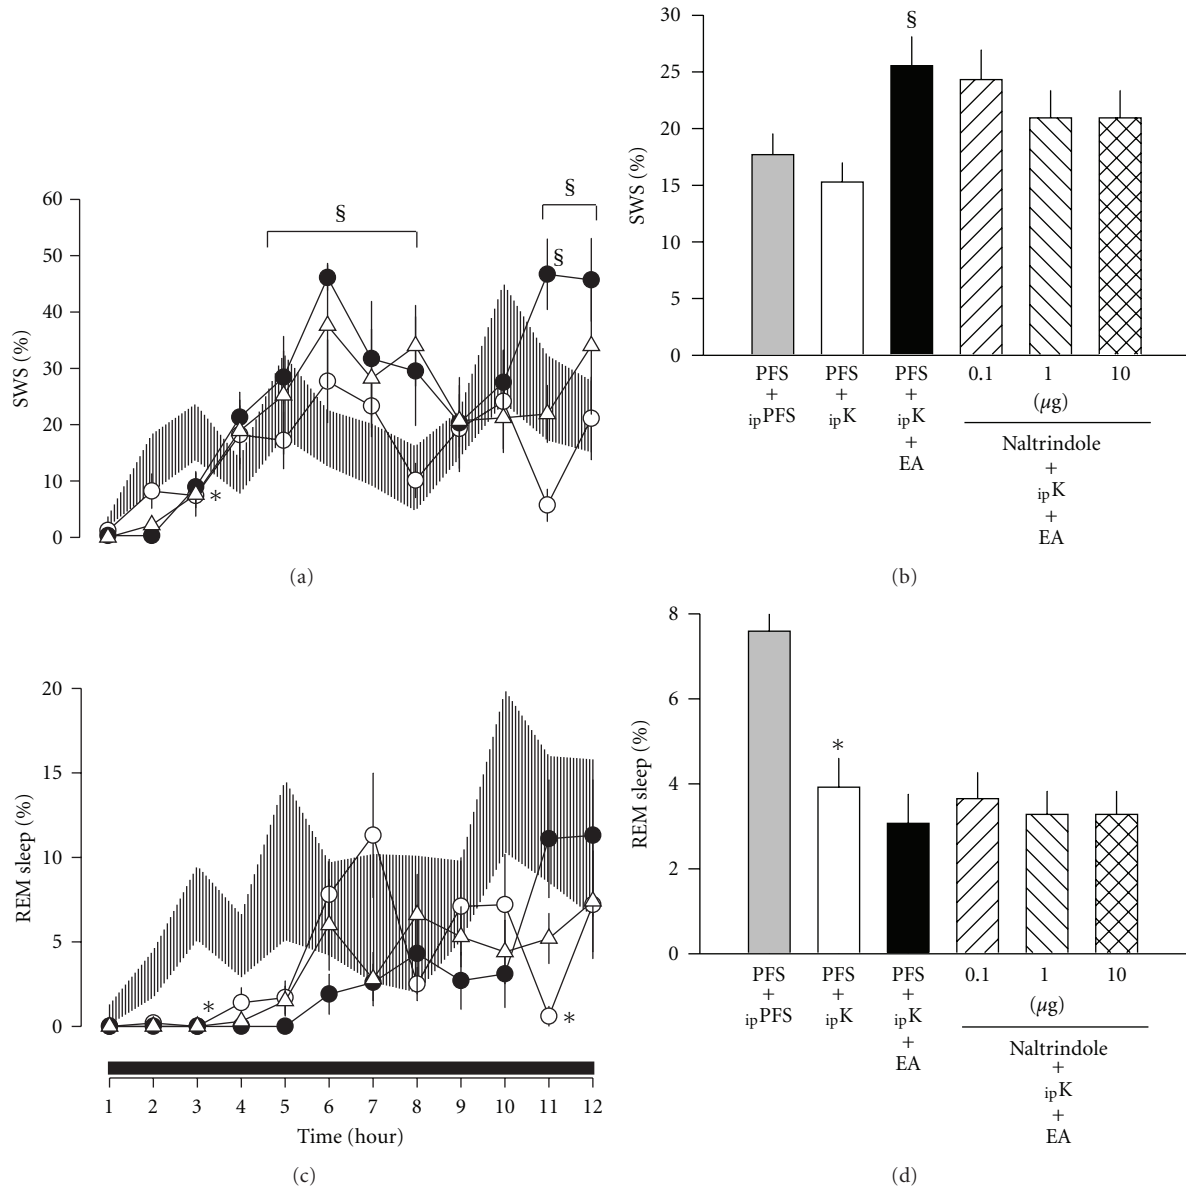 60
50
40
30
20
10
0
SWS (%)
§
§
§
*
(a)
30
25
20
15
10
5
0
SWS (%)
§
PFS + ipPFS
PFS + ipK
PFS + ipK + EA
0.1 1 10
(μg)
Naltrindole
+
ipK
+
EA
(b)
20
15
10
5
0
REM sleep (%)
*
*
1 2 3 4 5 6 7 8 9 10 11 12
Time (hour)
(c)
8
6
4
2
0
REM sleep (%)
*
PFS + ipPFS
PFS + ipK
PFS + ipK + EA
0.1 1 10
(μg)
Naltrindole
+
ipK
+
EA
(d)